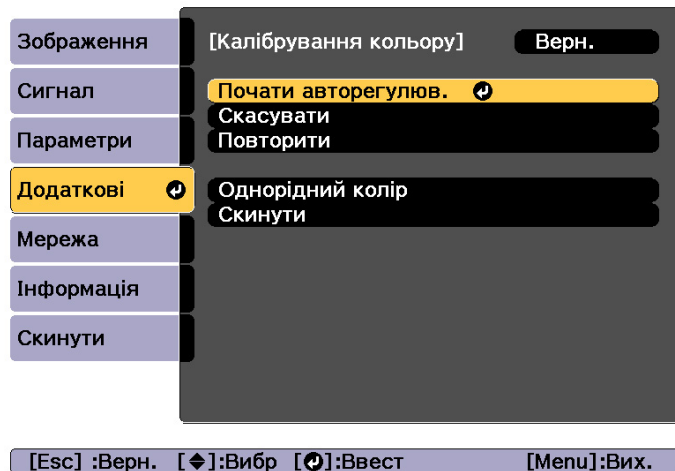 Зображення
Сигнал
Параметри
Додаткові
Мережа
Інформація
Скинути
[Калібрування кольору] Верн.
Почати авторегулюв.
Скасувати
Повторити
Однорідний колір
Скинути
[Esc] :Верн. [◆]:Вибр [⏎]:Ввест [Menu]:Вих.